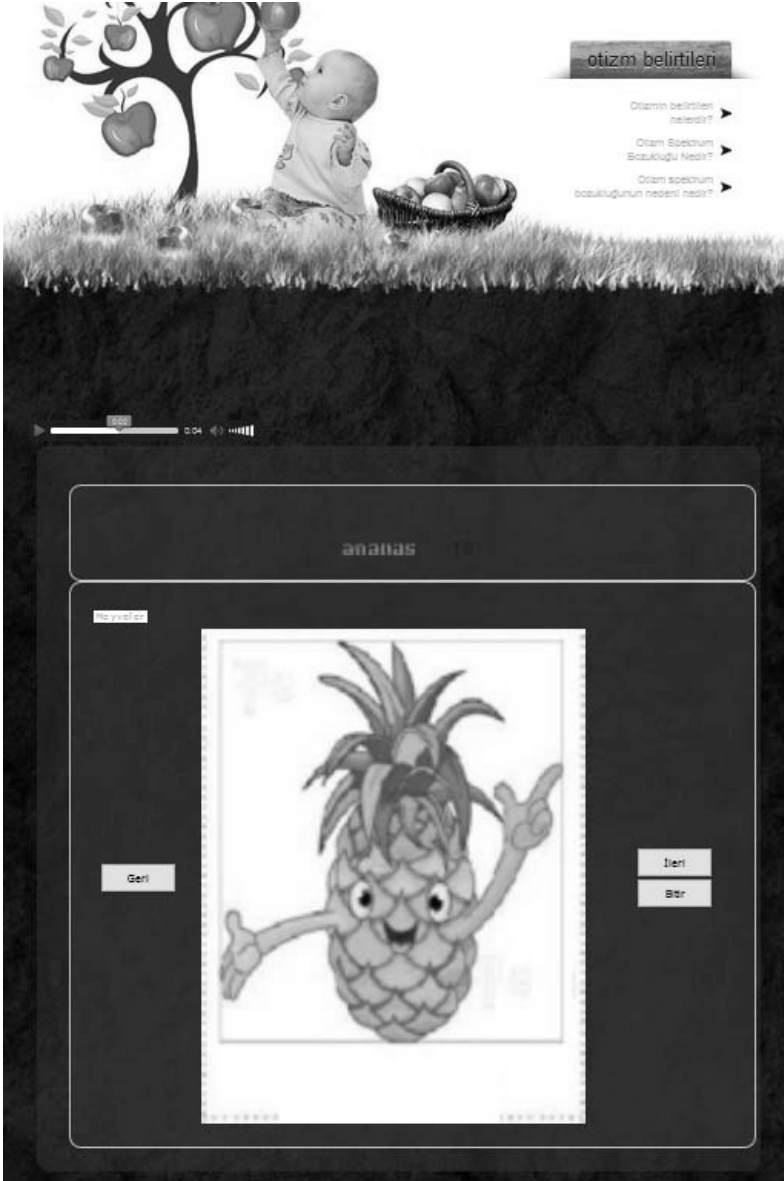 otizm belirtileri
Otizmin belirtileri
nelerdir?
Otizm Spektrum
Bozukluğu Nedir?
Otizm spektrum
bozukluğunun nedeni nedir?
0:04
ananas
Meyveler
Geri
İleri
Bitir